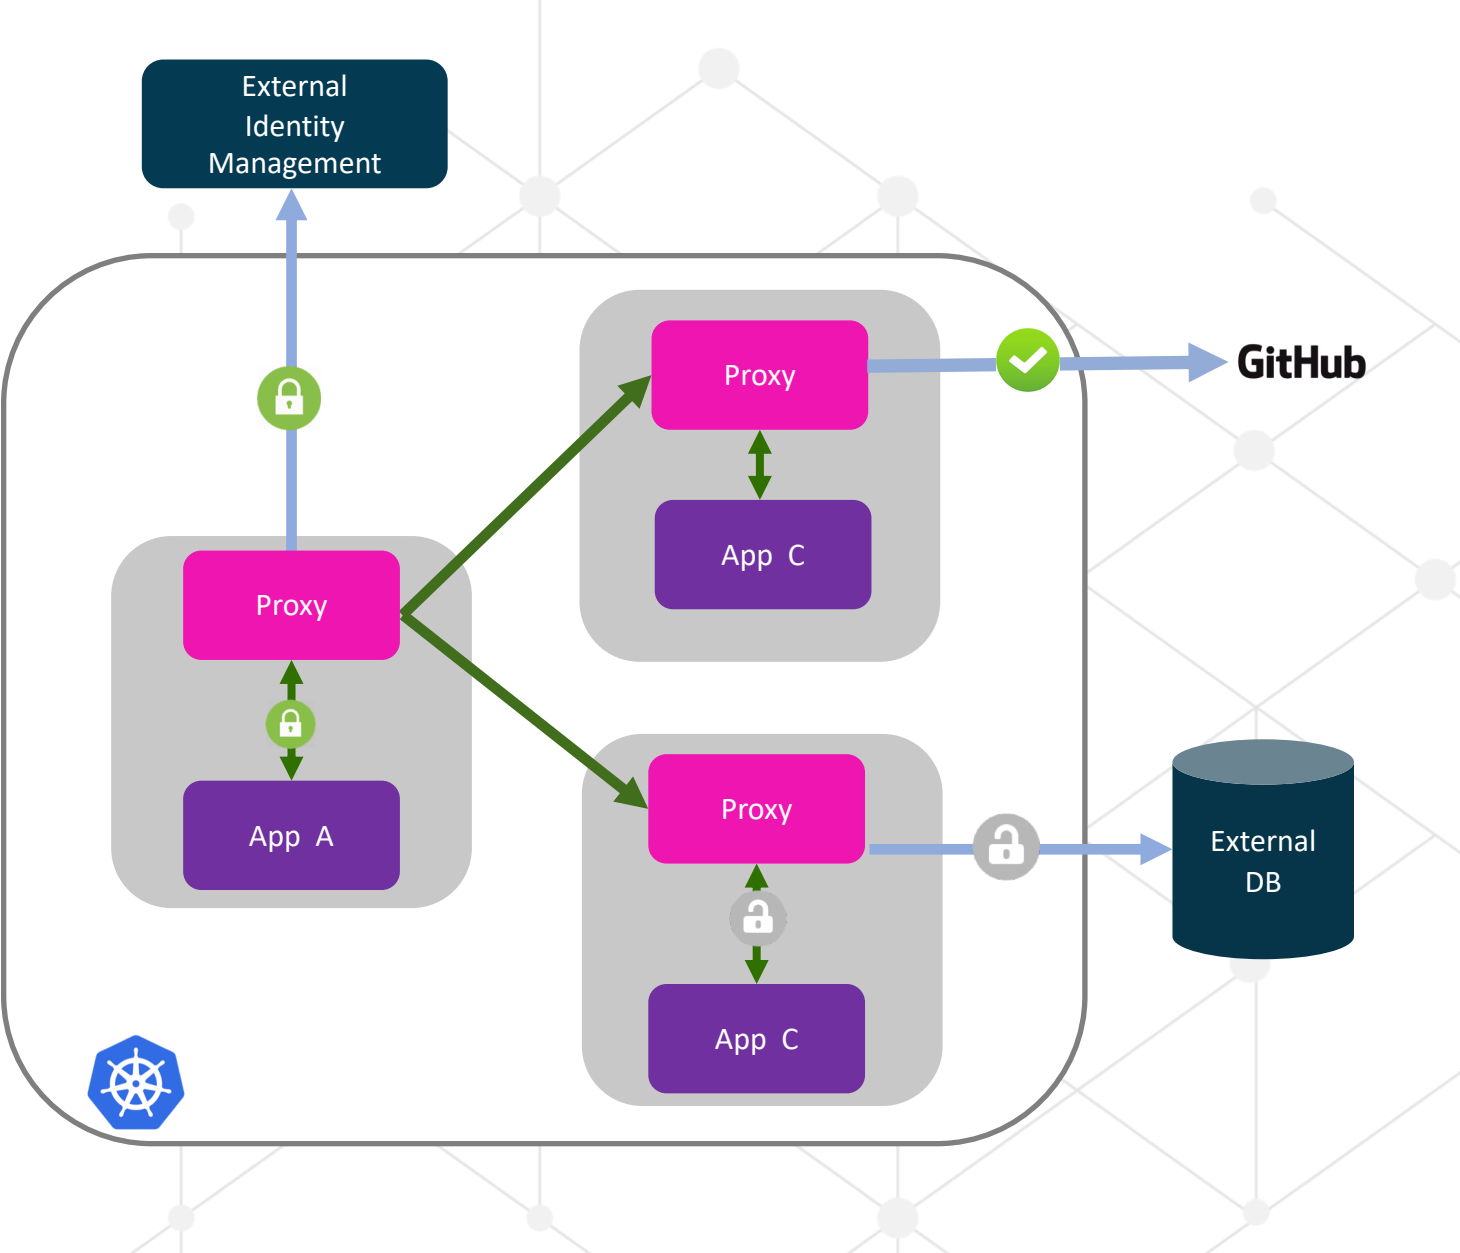 External
Identity
Management
Proxy
GitHub
App C
Proxy
App A
Proxy
External
DB
App C